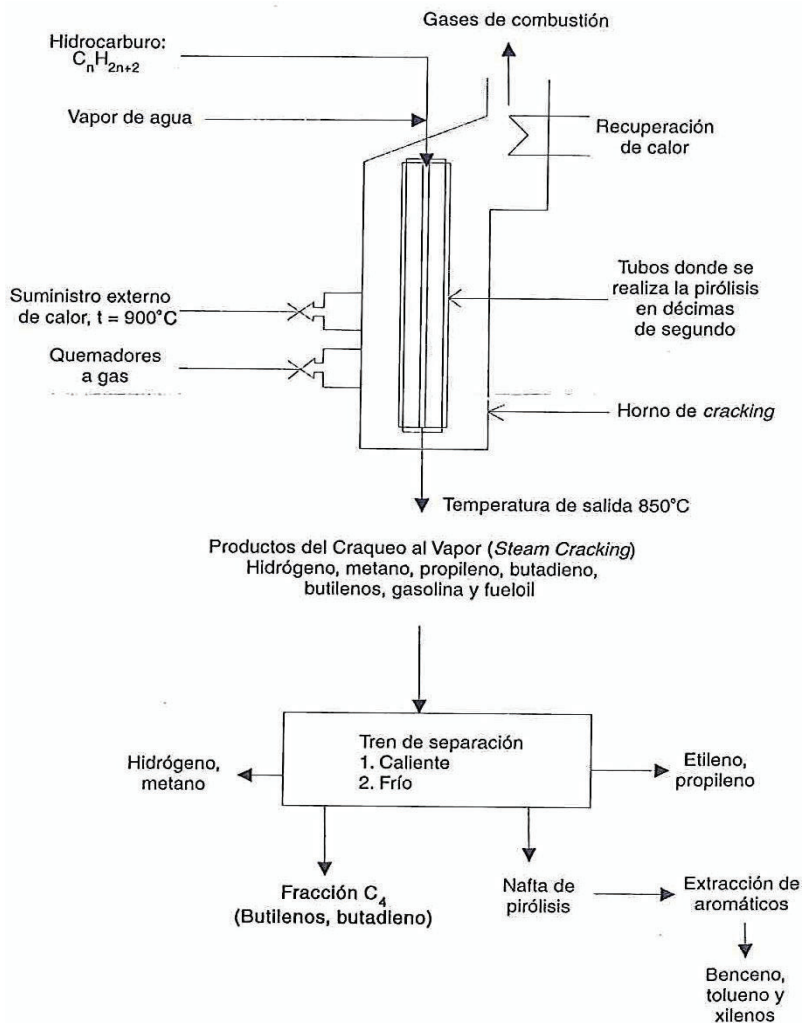 Gases de combustión
Hidrocarburo:
CnH2n+2
Vapor de agua
Recuperación
de calor
Suministro externo
de calor, t = 900°C
Tubos donde se
realiza la pirólisis
en décimas
de segundo
Quemadores
a gas
Horno de cracking
Temperatura de salida 850°C
Productos del Craqueo al Vapor (Steam Cracking)
Hidrógeno, metano, propileno, butadieno,
butilenos, gasolina y fueloil
Tren de separación
1. Caliente
2. Frío
Hidrógeno,
metano
Etileno,
propileno
Fracción C4
(Butilenos, butadieno)
Nafta de
pirólisis
Extracción de
aromáticos
Benceno,
tolueno y
xilenos